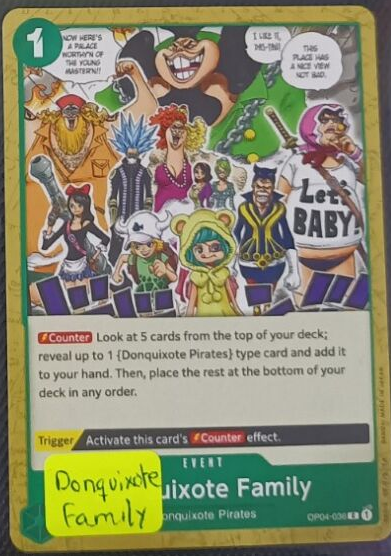 1
NOW HERE'S
A PALACE
WORTHY'N OF
THE YOUNG
MASTER'N!!
I LIKE IT,
THIS
PLACE HAS
A NICE VIEW
NOT BAD.
Let's
BABY!
Counter Look at 5 cards from the top of your deck;
reveal up to 1 {Donquixote Pirates} type card and add it
to your hand. Then, place the rest at the bottom of your
deck in any order.
Trigger Activate this card's Counter effect.
EVENT
uixote Family
onquixote Pirates
OP04-036 R 1
Donquixote
Family